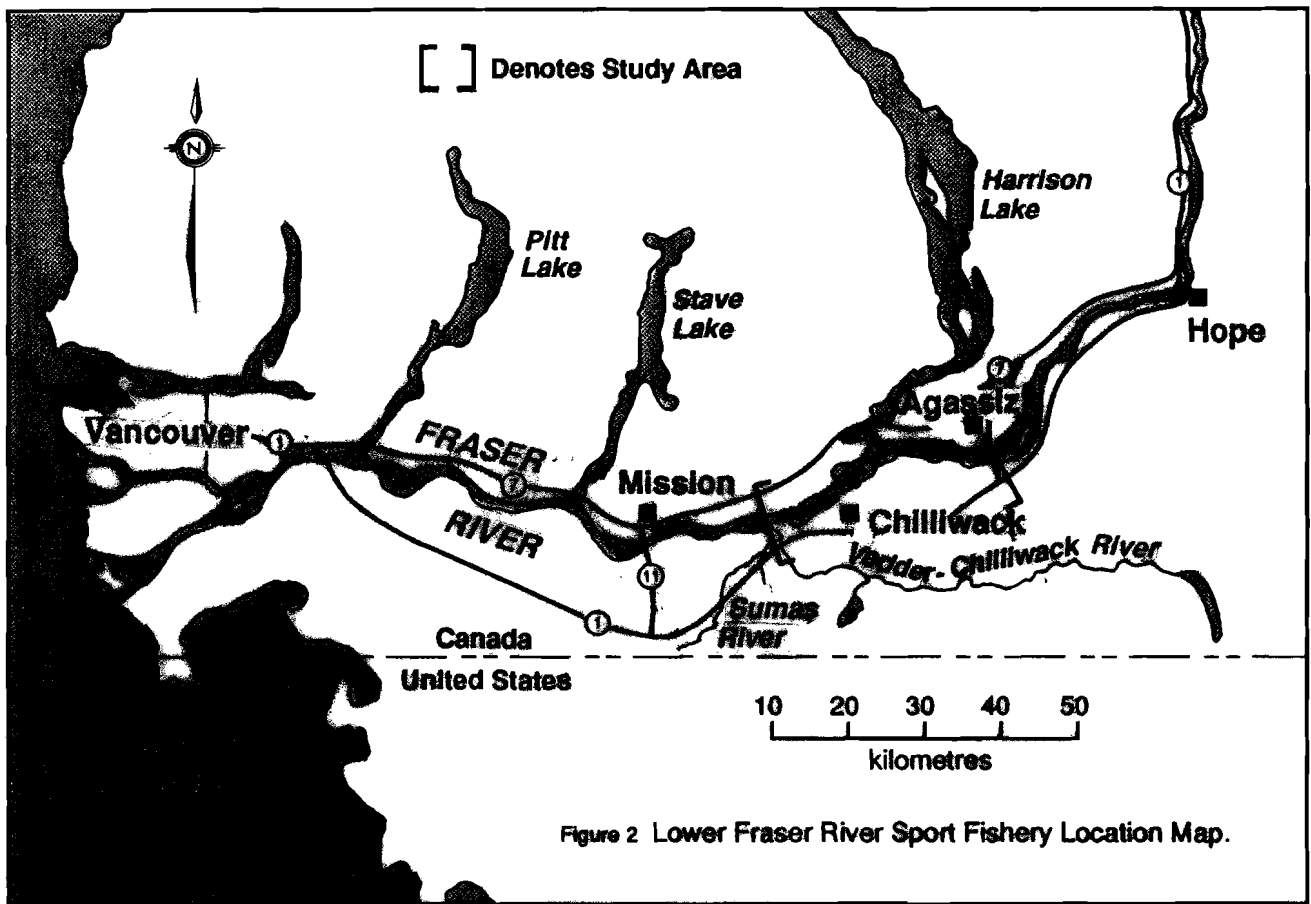 Denotes Study Area
N
Harrison
Lake
1
Pitt
Lake
Stave
Lake
Hope
7
Agassiz
Vancouver
1
FRASER
7
Mission
RIVER
Chilliwack
Vedder-Chilliwack River
11
Sumas
River
1
Canada
United States
10 20 30 40 50
kilometres
Figure 2 Lower Fraser River Sport Fishery Location Map.